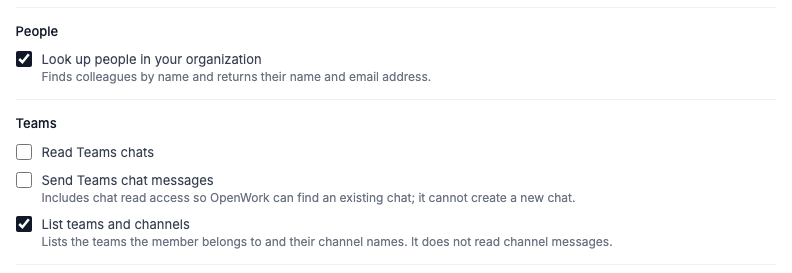 People
Look up people in your organization
Finds colleagues by name and returns their name and email address.
Teams
Read Teams chats
Send Teams chat messages
Includes chat read access so OpenWork can find an existing chat; it cannot create a new chat.
List teams and channels
Lists the teams the member belongs to and their channel names. It does not read channel messages.